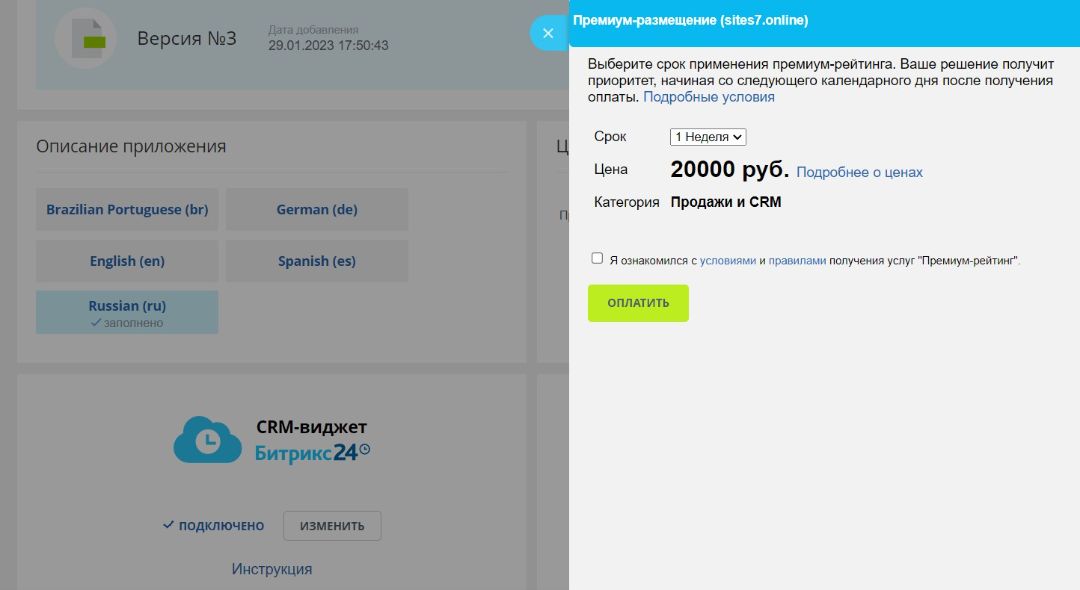 Версия №3
Дата добавления
29.01.2023 17:50:43
Описание приложения
Brazilian Portuguese (br)
German (de)
English (en)
Spanish (es)
Russian (ru)
заполнено
CRM-виджет
Битрикс24
ПОДКЛЮЧЕНО
ИЗМЕНИТЬ
Инструкция
Премиум-размещение (sites7.online)
Выберите срок применения премиум-рейтинга. Ваше решение получит
приоритет, начиная со следующего календарного дня после получения
оплаты. Подробные условия
Срок
1 Неделя
Цена
20000 руб. Подробнее о ценах
Категория Продажи и CRM
Я ознакомился с условиями и правилами получения услуг "Премиум-рейтинг".
ОПЛАТИТЬ